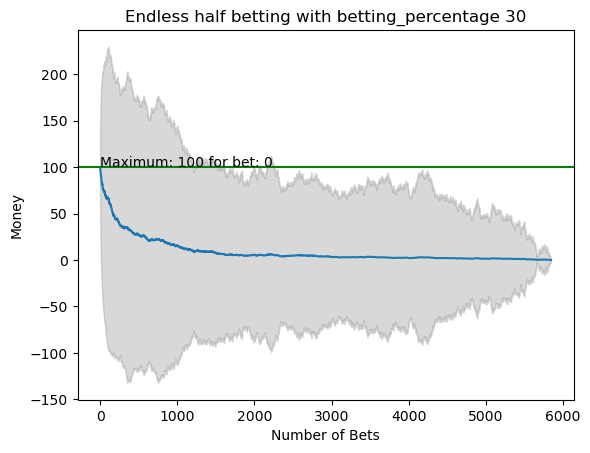 Endless half betting with betting_percentage 30
200
150
Maximum: 100 for bet: 0
100
50
0
−50
−100
−150
Money
0 1000 2000 3000 4000 5000 6000
Number of Bets